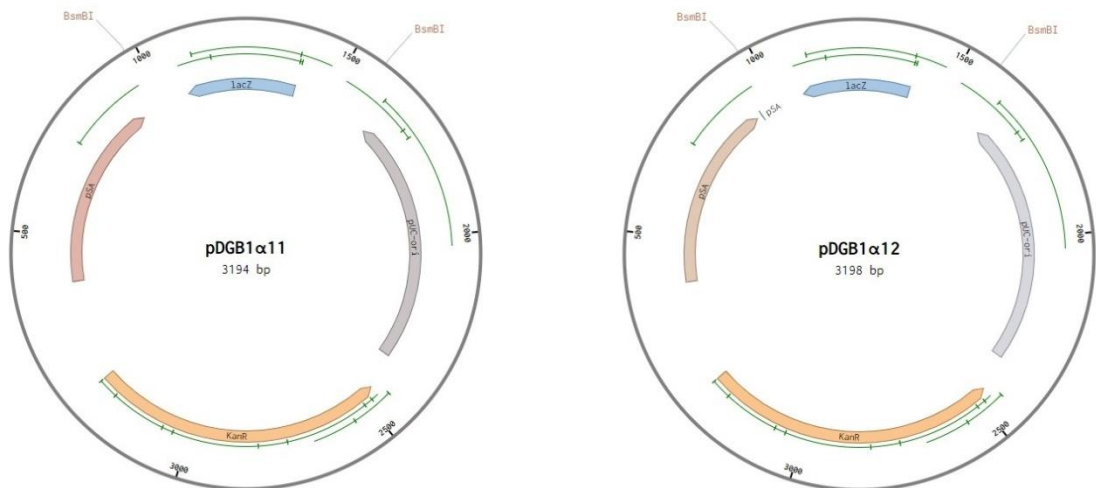 BsmBI
1000
1500
BsmBI
lacZ
pSA
500
pDGB1α11
3194 bp
pUC-ori
2000
KanR
2500
3000
BsmBI
1000
1500
BsmBI
lacZ
pSA
pSA
500
pDGB1α12
3198 bp
pUC-ori
2000
KanR
2500
3000